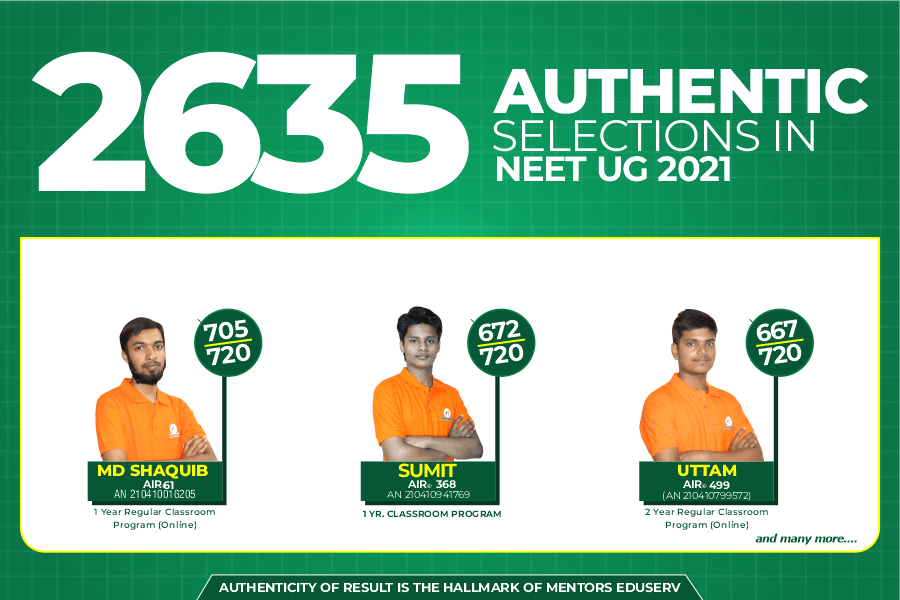 2635
AUTHENTIC
SELECTIONS IN
NEET UG 2021
705
720
672
720
667
720
MD SHAQUIB
AIR 61
AN 210410016205
1 Year Regular Classroom
Program (Online)
SUMIT
AIR 368
AN 210410941769
1 YR. CLASSROOM PROGRAM
UTTAM
AIR 499
(AN 210410799572)
2 Year Regular Classroom
Program (Online)
and many more....
AUTHENTICITY OF RESULT IS THE HALLMARK OF MENTORS EDUSERV